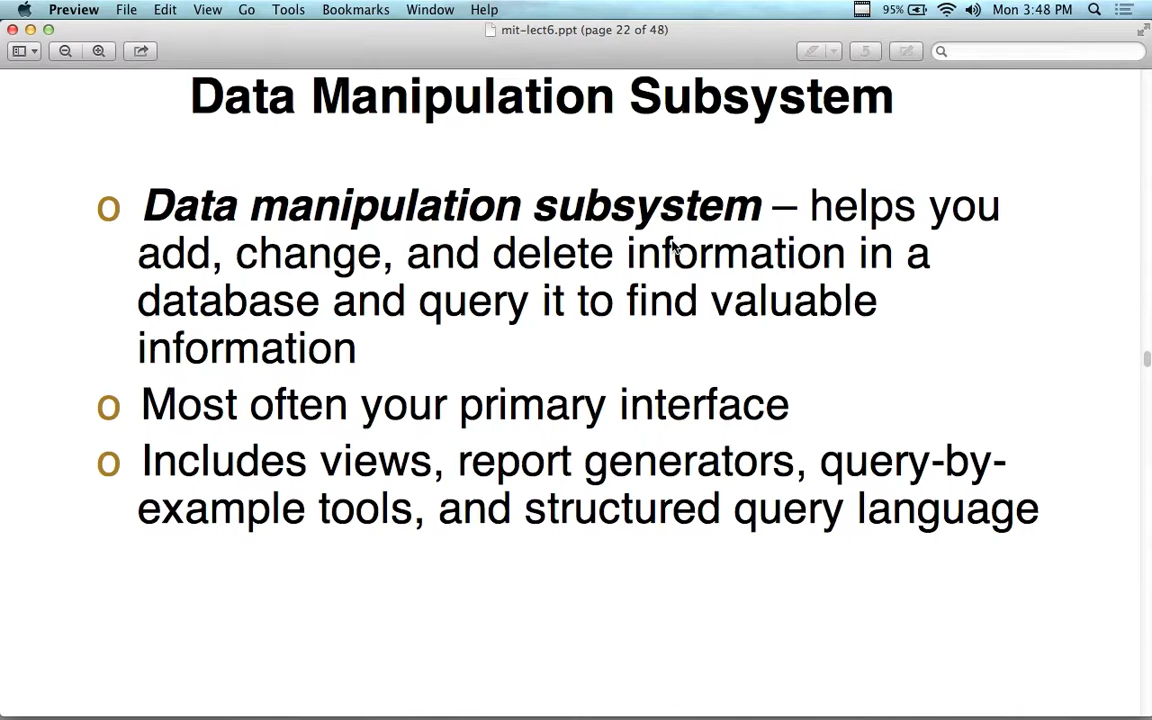 Preview File Edit View Go Tools Bookmarks Window Help 95% Mon 3:48 PM
mit-lect6.ppt (page 22 of 48)
Data Manipulation Subsystem
o Data manipulation subsystem – helps you
add, change, and delete information in a
database and query it to find valuable
information
o Most often your primary interface
o Includes views, report generators, query-by-
example tools, and structured query language